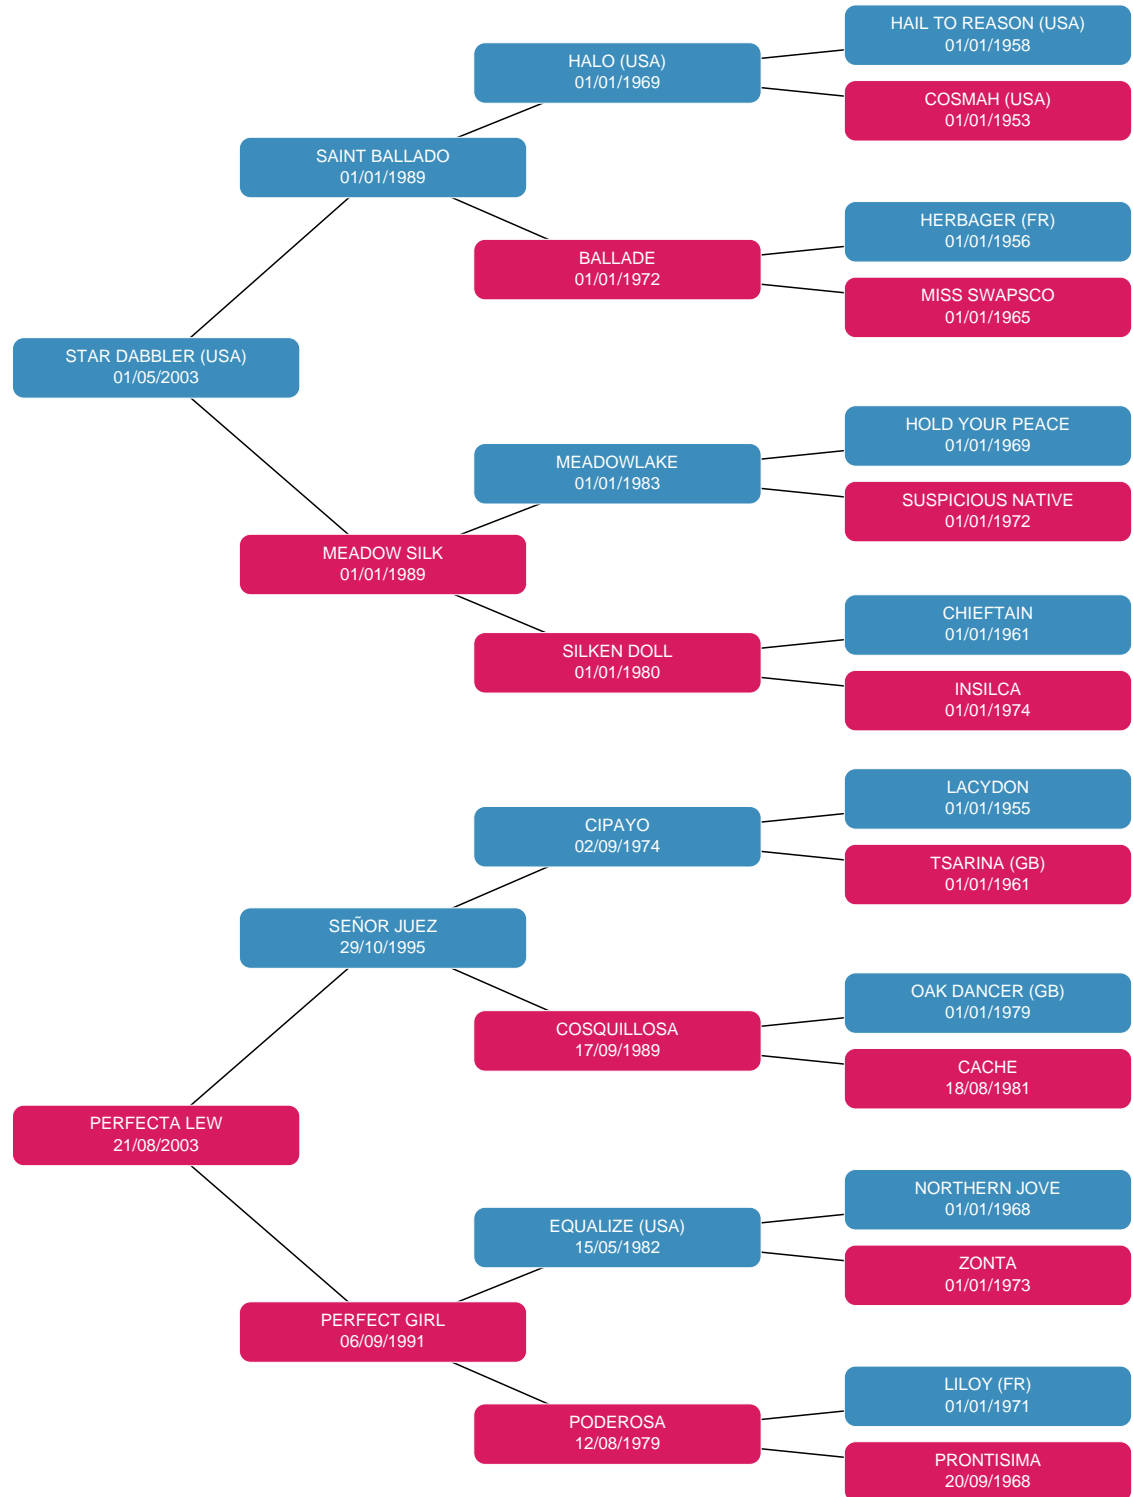 HAIL TO REASON (USA)
01/01/1958
HALO (USA)
01/01/1969
COSMAH (USA)
01/01/1953
SAINT BALLADO
01/01/1989
HERBAGER (FR)
01/01/1956
BALLADE
01/01/1972
MISS SWAPSCO
01/01/1965
STAR DABBLER (USA)
01/05/2003
HOLD YOUR PEACE
01/01/1969
MEADOWLAKE
01/01/1983
SUSPICIOUS NATIVE
01/01/1972
MEADOW SILK
01/01/1989
CHIEFTAIN
01/01/1961
SILKEN DOLL
01/01/1980
INSILCA
01/01/1974
LACYDON
01/01/1955
CIPAYO
02/09/1974
TSARINA (GB)
01/01/1961
SEÑOR JUEZ
29/10/1995
OAK DANCER (GB)
01/01/1979
COSQUILLOSA
17/09/1989
CACHE
18/08/1981
PERFECTA LEW
21/08/2003
NORTHERN JOVE
01/01/1968
EQUALIZE (USA)
15/05/1982
ZONTA
01/01/1973
PERFECT GIRL
06/09/1991
LILOY (FR)
01/01/1971
PODEROSA
12/08/1979
PRONTISIMA
20/09/1968